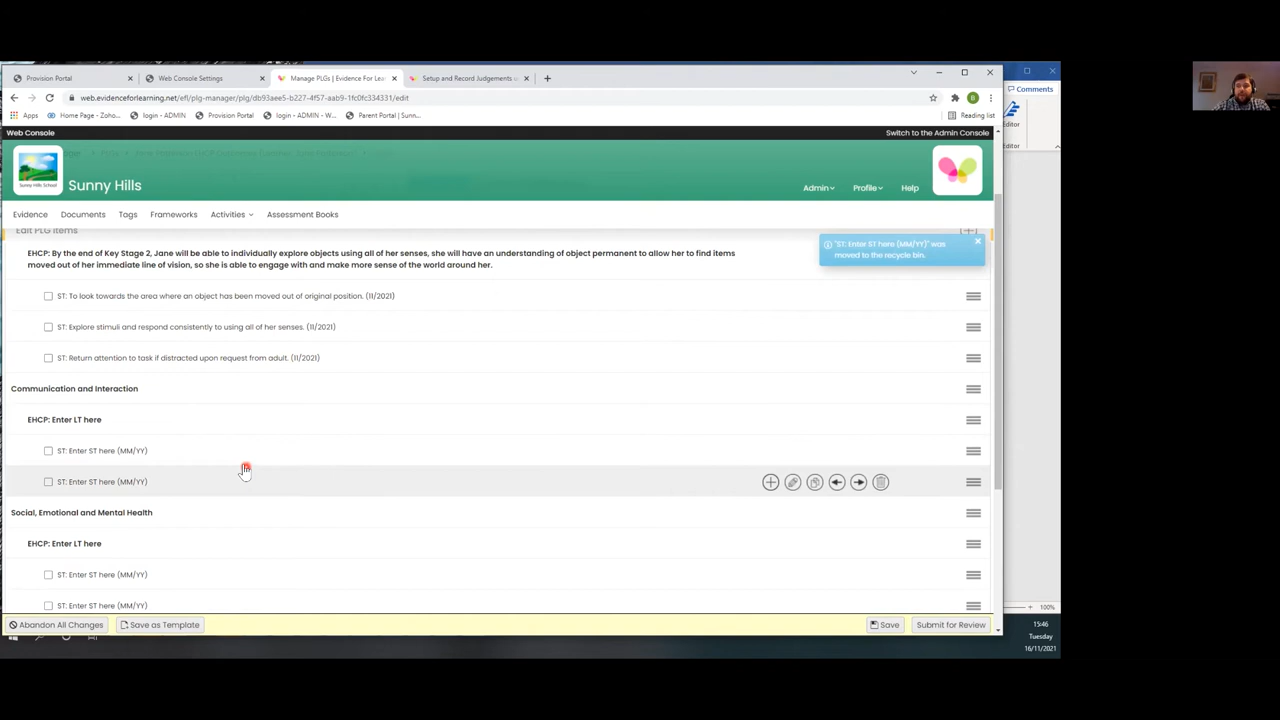 Provision Portal
Web Console Settings
Manage PLGs | Evidence For Lea
Setup and Record Judgements u
web.evidenceforlearning.net/efl/plg-manager/plg/db93aee5-b227-4f57-aab9-1fc0fc334331/edit
Comments
Apps
Home Page - Zoho...
login - ADMIN
Provision Portal
login - ADMIN - W...
Parent Portal | Sunn...
Reading list
Editor
Web Console
Switch to the Admin Console
Editor
Sunny Hills School
Sunny Hills
Admin
Profile
Help
Evidence
Documents
Tags
Frameworks
Activities
Assessment Books
Edit PLG Items
"ST: Enter ST here (MM/YY)" was
moved to the recycle bin.
EHCP: By the end of Key Stage 2, Jane will be able to individually explore objects using all of her senses, she will have an understanding of object permanent to allow her to find items
moved out of her immediate line of vision, so she is able to engage with and make more sense of the world around her.
ST: To look towards the area where an object has been moved out of original position. (11/2021)
ST: Explore stimuli and respond consistently to using all of her senses. (11/2021)
ST: Return attention to task if distracted upon request from adult. (11/2021)
Communication and Interaction
EHCP: Enter LT here
ST: Enter ST here (MM/YY)
ST: Enter ST here (MM/YY)
Social, Emotional and Mental Health
EHCP: Enter LT here
ST: Enter ST here (MM/YY)
ST: Enter ST here (MM/YY)
100%
Abandon All Changes
Save as Template
Save
Submit for Review
15:46
Tuesday
16/11/2021